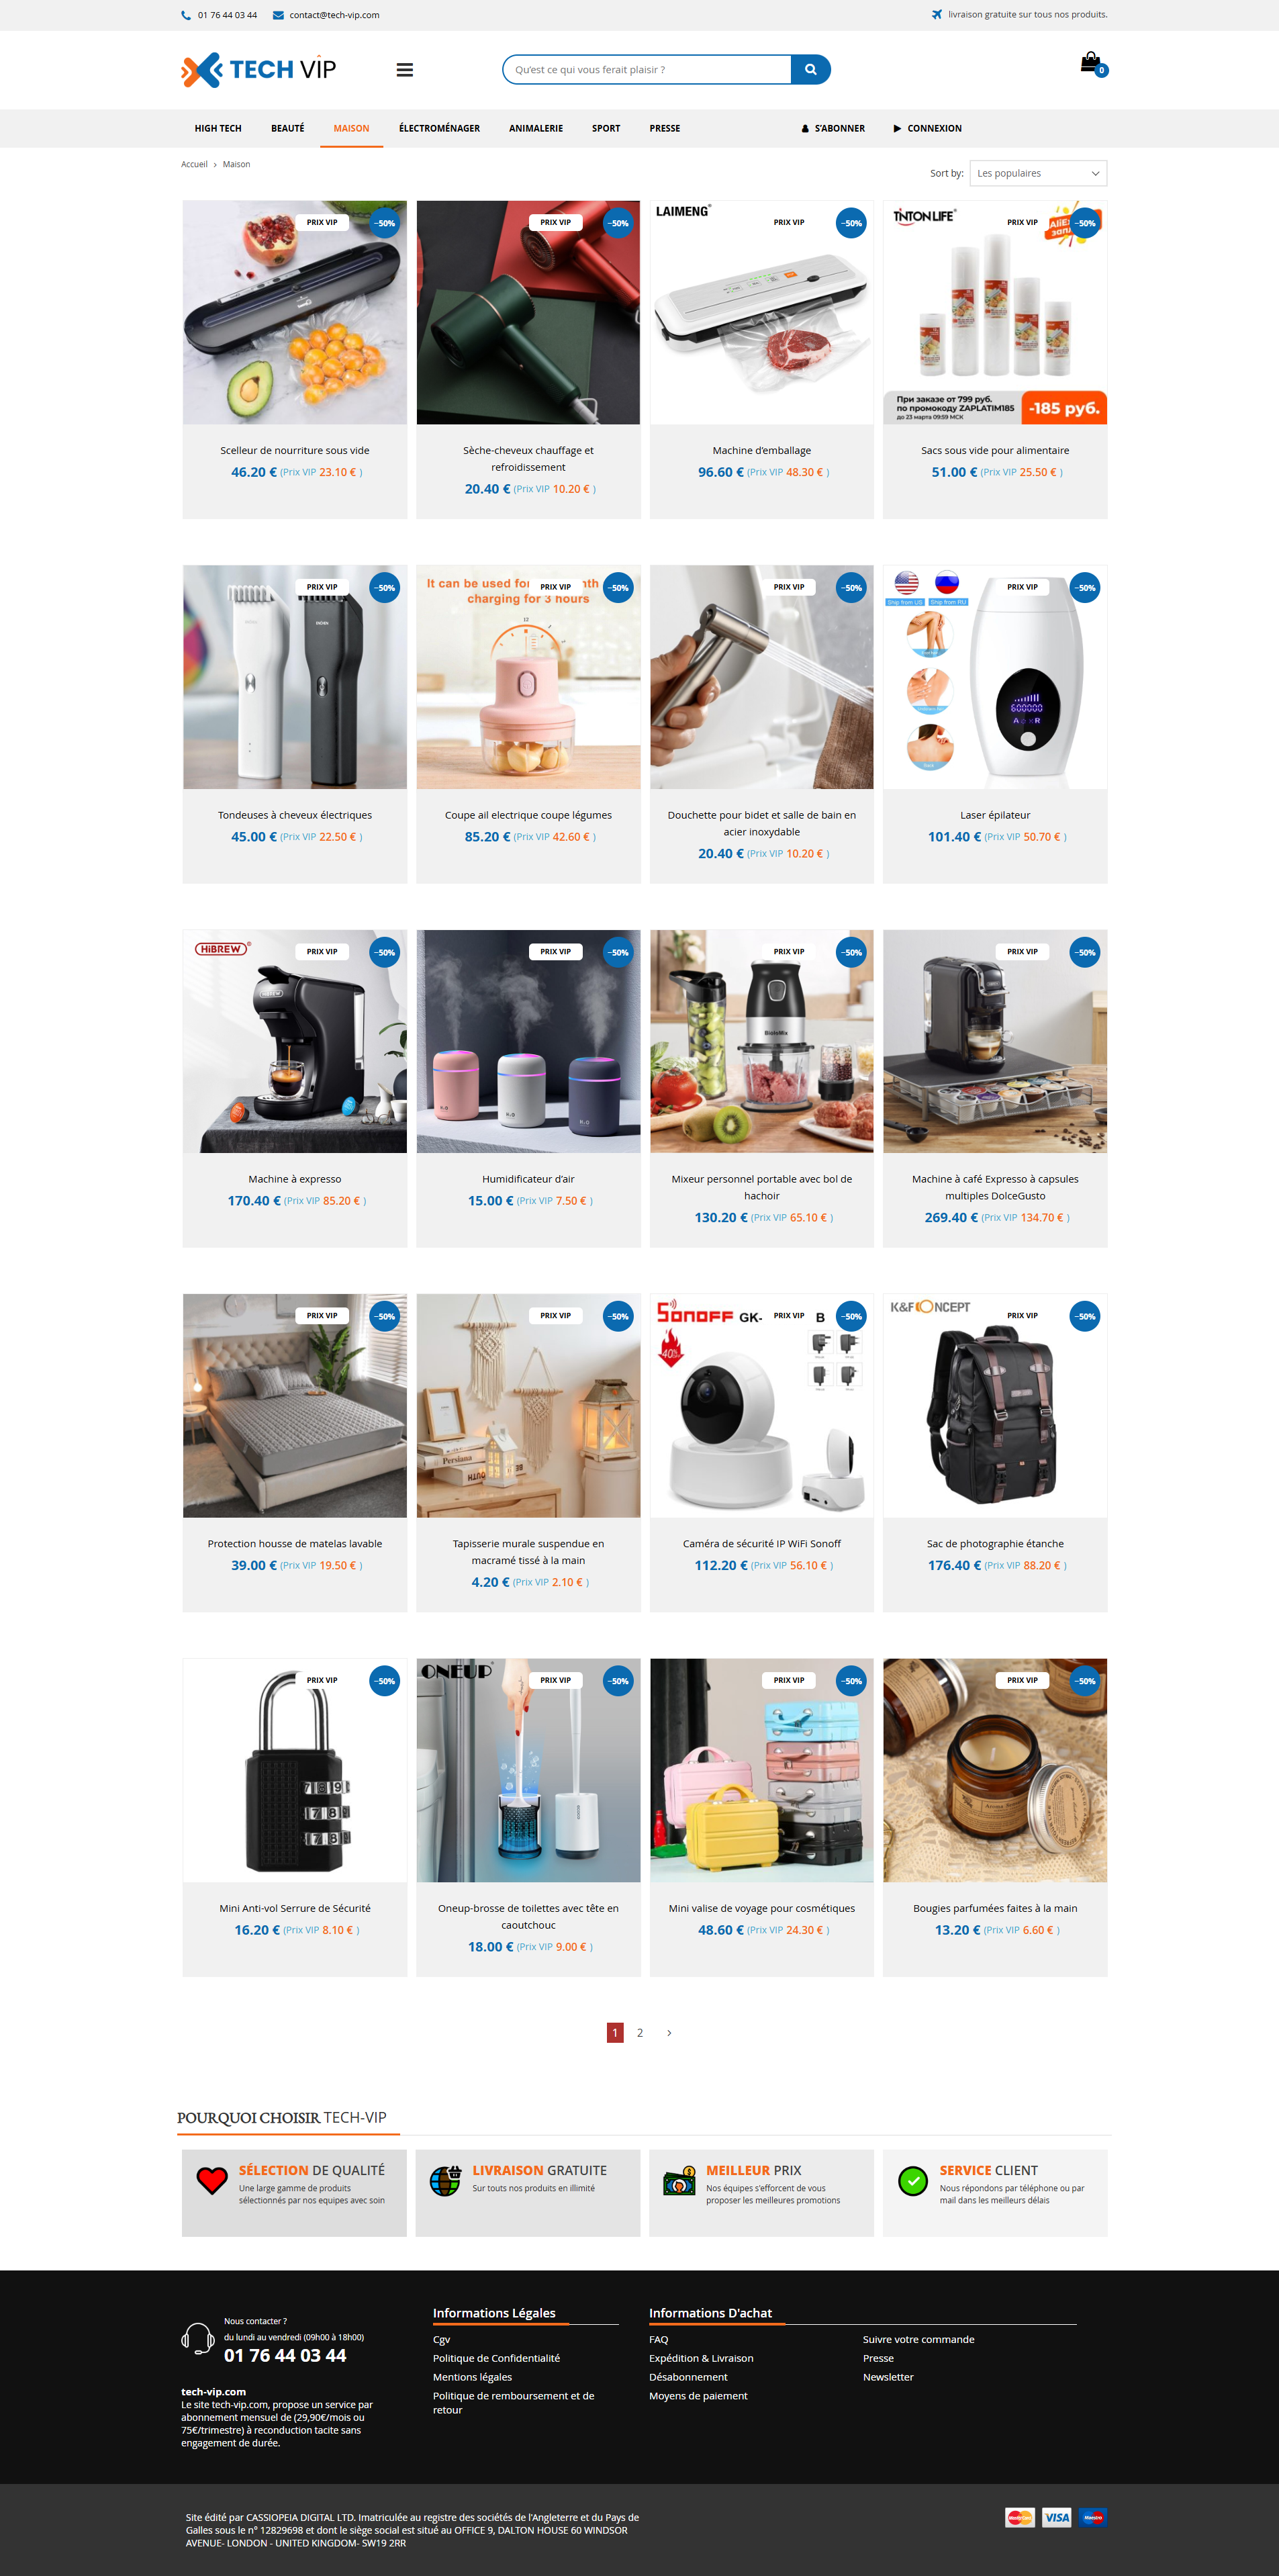 01 76 44 03 44 contact@tech-vip.com livraison gratuite sur tous nos produits.
TECH VIP
Qu'est ce qui vous ferait plaisir ?
0
HIGH TECH BEAUTÉ MAISON ÉLECTROMÉNAGER ANIMALERIE SPORT PRESSE S'ABONNER CONNEXION
Accueil › Maison
Sort by: Les populaires
PRIX VIP -50%
PRIX VIP -50%
LAIMENG® PRIX VIP -50%
TINTON LIFE® PRIX VIP -50%
При заказе от 799 руб.
по промокоду ZAPLATIM185
до 23 марта 09:59 МСК
-185 руб.
Scelleur de nourriture sous vide
46.20 € (Prix VIP 23.10 € )
Sèche-cheveux chauffage et
refroidissement
20.40 € (Prix VIP 10.20 € )
Machine d'emballage
96.60 € (Prix VIP 48.30 € )
Sacs sous vide pour alimentaire
51.00 € (Prix VIP 25.50 € )
PRIX VIP -50%
It can be used for PRIX VIP nth -50%
charging for 3 hours
12
PRIX VIP -50%
PRIX VIP -50%
Ship from US Ship from RU
600000
Tondeuses à cheveux électriques
45.00 € (Prix VIP 22.50 € )
Coupe ail electrique coupe légumes
85.20 € (Prix VIP 42.60 € )
Douchette pour bidet et salle de bain en
acier inoxydable
20.40 € (Prix VIP 10.20 € )
Laser épilateur
101.40 € (Prix VIP 50.70 € )
HiBREW® PRIX VIP -50%
PRIX VIP -50%
H₂O H₂O H₂O
PRIX VIP -50%
BioloMix
PRIX VIP -50%
Machine à expresso
170.40 € (Prix VIP 85.20 € )
Humidificateur d'air
15.00 € (Prix VIP 7.50 € )
Mixeur personnel portable avec bol de
hachoir
130.20 € (Prix VIP 65.10 € )
Machine à café Expresso à capsules
multiples DolceGusto
269.40 € (Prix VIP 134.70 € )
PRIX VIP -50%
PRIX VIP -50%
Persiana
SONOFF GK- PRIX VIP B -50%
40%
K&F CONCEPT PRIX VIP -50%
Protection housse de matelas lavable
39.00 € (Prix VIP 19.50 € )
Tapisserie murale suspendue en
macramé tissé à la main
4.20 € (Prix VIP 2.10 € )
Caméra de sécurité IP WiFi Sonoff
112.20 € (Prix VIP 56.10 € )
Sac de photographie étanche
176.40 € (Prix VIP 88.20 € )
PRIX VIP -50%
ONEUP® PRIX VIP -50%
PRIX VIP -50%
PRIX VIP -50%
Mini Anti-vol Serrure de Sécurité
16.20 € (Prix VIP 8.10 € )
Oneup-brosse de toilettes avec tête en
caoutchouc
18.00 € (Prix VIP 9.00 € )
Mini valise de voyage pour cosmétiques
48.60 € (Prix VIP 24.30 € )
Bougies parfumées faites à la main
13.20 € (Prix VIP 6.60 € )
1 2 ›
POURQUOI CHOISIR TECH-VIP
SÉLECTION DE QUALITÉ
Une large gamme de produits
sélectionnés par nos equipes avec soin
LIVRAISON GRATUITE
Sur touts nos produits en illimité
MEILLEUR PRIX
Nos équipes s'efforcent de vous
proposer les meilleures promotions
SERVICE CLIENT
Nous répondons par téléphone ou par
mail dans les meilleurs délais
Nous contacter ?
du lundi au vendredi (09h00 à 18h00)
01 76 44 03 44
tech-vip.com
Le site tech-vip.com, propose un service par
abonnement mensuel de (29,90€/mois ou
75€/trimestre) à reconduction tacite sans
engagement de durée.
Informations Légales
Cgv
Politique de Confidentialité
Mentions légales
Politique de remboursement et de
retour
Informations D'achat
FAQ
Expédition & Livraison
Désabonnement
Moyens de paiement
Suivre votre commande
Presse
Newsletter
Site édité par CASSIOPEIA DIGITAL LTD. Imatriculée au registre des sociétés de l'Angleterre et du Pays de
Galles sous le n° 12829698 et dont le siège social est situé au OFFICE 9, DALTON HOUSE 60 WINDSOR
AVENUE- LONDON - UNITED KINGDOM- SW19 2RR
MasterCard VISA Maestro